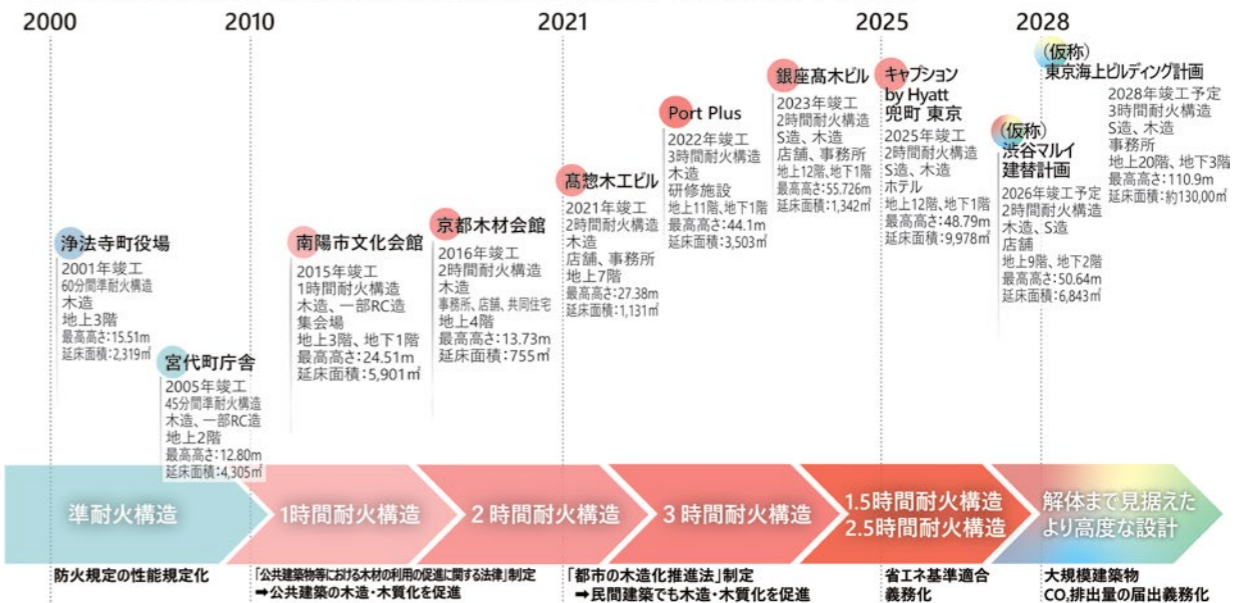 2000
2010
2021
2025
2028
浄法寺町役場
2001年竣工
60分間準耐火構造
木造
地上3階
最高高さ:15.51m
延床面積:2,319㎡
宮代町庁舎
2005年竣工
45分間準耐火構造
木造、一部RC造
地上2階
最高高さ:12.80m
延床面積:4,305㎡
南陽市文化会館
2015年竣工
1時間耐火構造
木造、一部RC造
集会場
地上3階、地下1階
最高高さ:24.51m
延床面積:5,901㎡
京都木材会館
2016年竣工
2時間耐火構造
木造
事務所、店舗、共同住宅
地上4階
最高高さ:13.73m
延床面積:755㎡
髙惣木工ビル
2021年竣工
2時間耐火構造
木造
店舗、事務所
地上7階
最高高さ:27.38m
延床面積:1,131㎡
Port Plus
2022年竣工
3時間耐火構造
木造
研修施設
地上11階、地下1階
最高高さ:44.1m
延床面積:3,503㎡
銀座髙木ビル
2023年竣工
2時間耐火構造
S造、木造
店舗、事務所
地上12階、地下1階
最高高さ:55.726m
延床面積:1,342㎡
キャプション
by Hyatt
兜町 東京
2025年竣工
2時間耐火構造
S造、木造
ホテル
地上12階、地下1階
最高高さ:48.79m
延床面積:9,978㎡
(仮称)
渋谷マルイ
建替計画
2026年竣工予定
2時間耐火構造
木造、S造
店舗
地上9階、地下2階
最高高さ:50.64m
延床面積:6,843㎡
(仮称)
東京海上ビルディング計画
2028年竣工予定
3時間耐火構造
S造、木造
事務所
地上20階、地下3階
最高高さ:110.9m
延床面積:約130,00㎡
準耐火構造
1時間耐火構造
2時間耐火構造
3時間耐火構造
1.5時間耐火構造
2.5時間耐火構造
解体まで見据えた
より高度な設計
防火規定の性能規定化
「公共建築物等における木材の利用の促進に関する法律」制定
➡公共建築の木造・木質化を促進
「都市の木造化推進法」制定
➡民間建築でも木造・木質化を促進
省エネ基準適合
義務化
大規模建築物
CO₂排出量の届出義務化